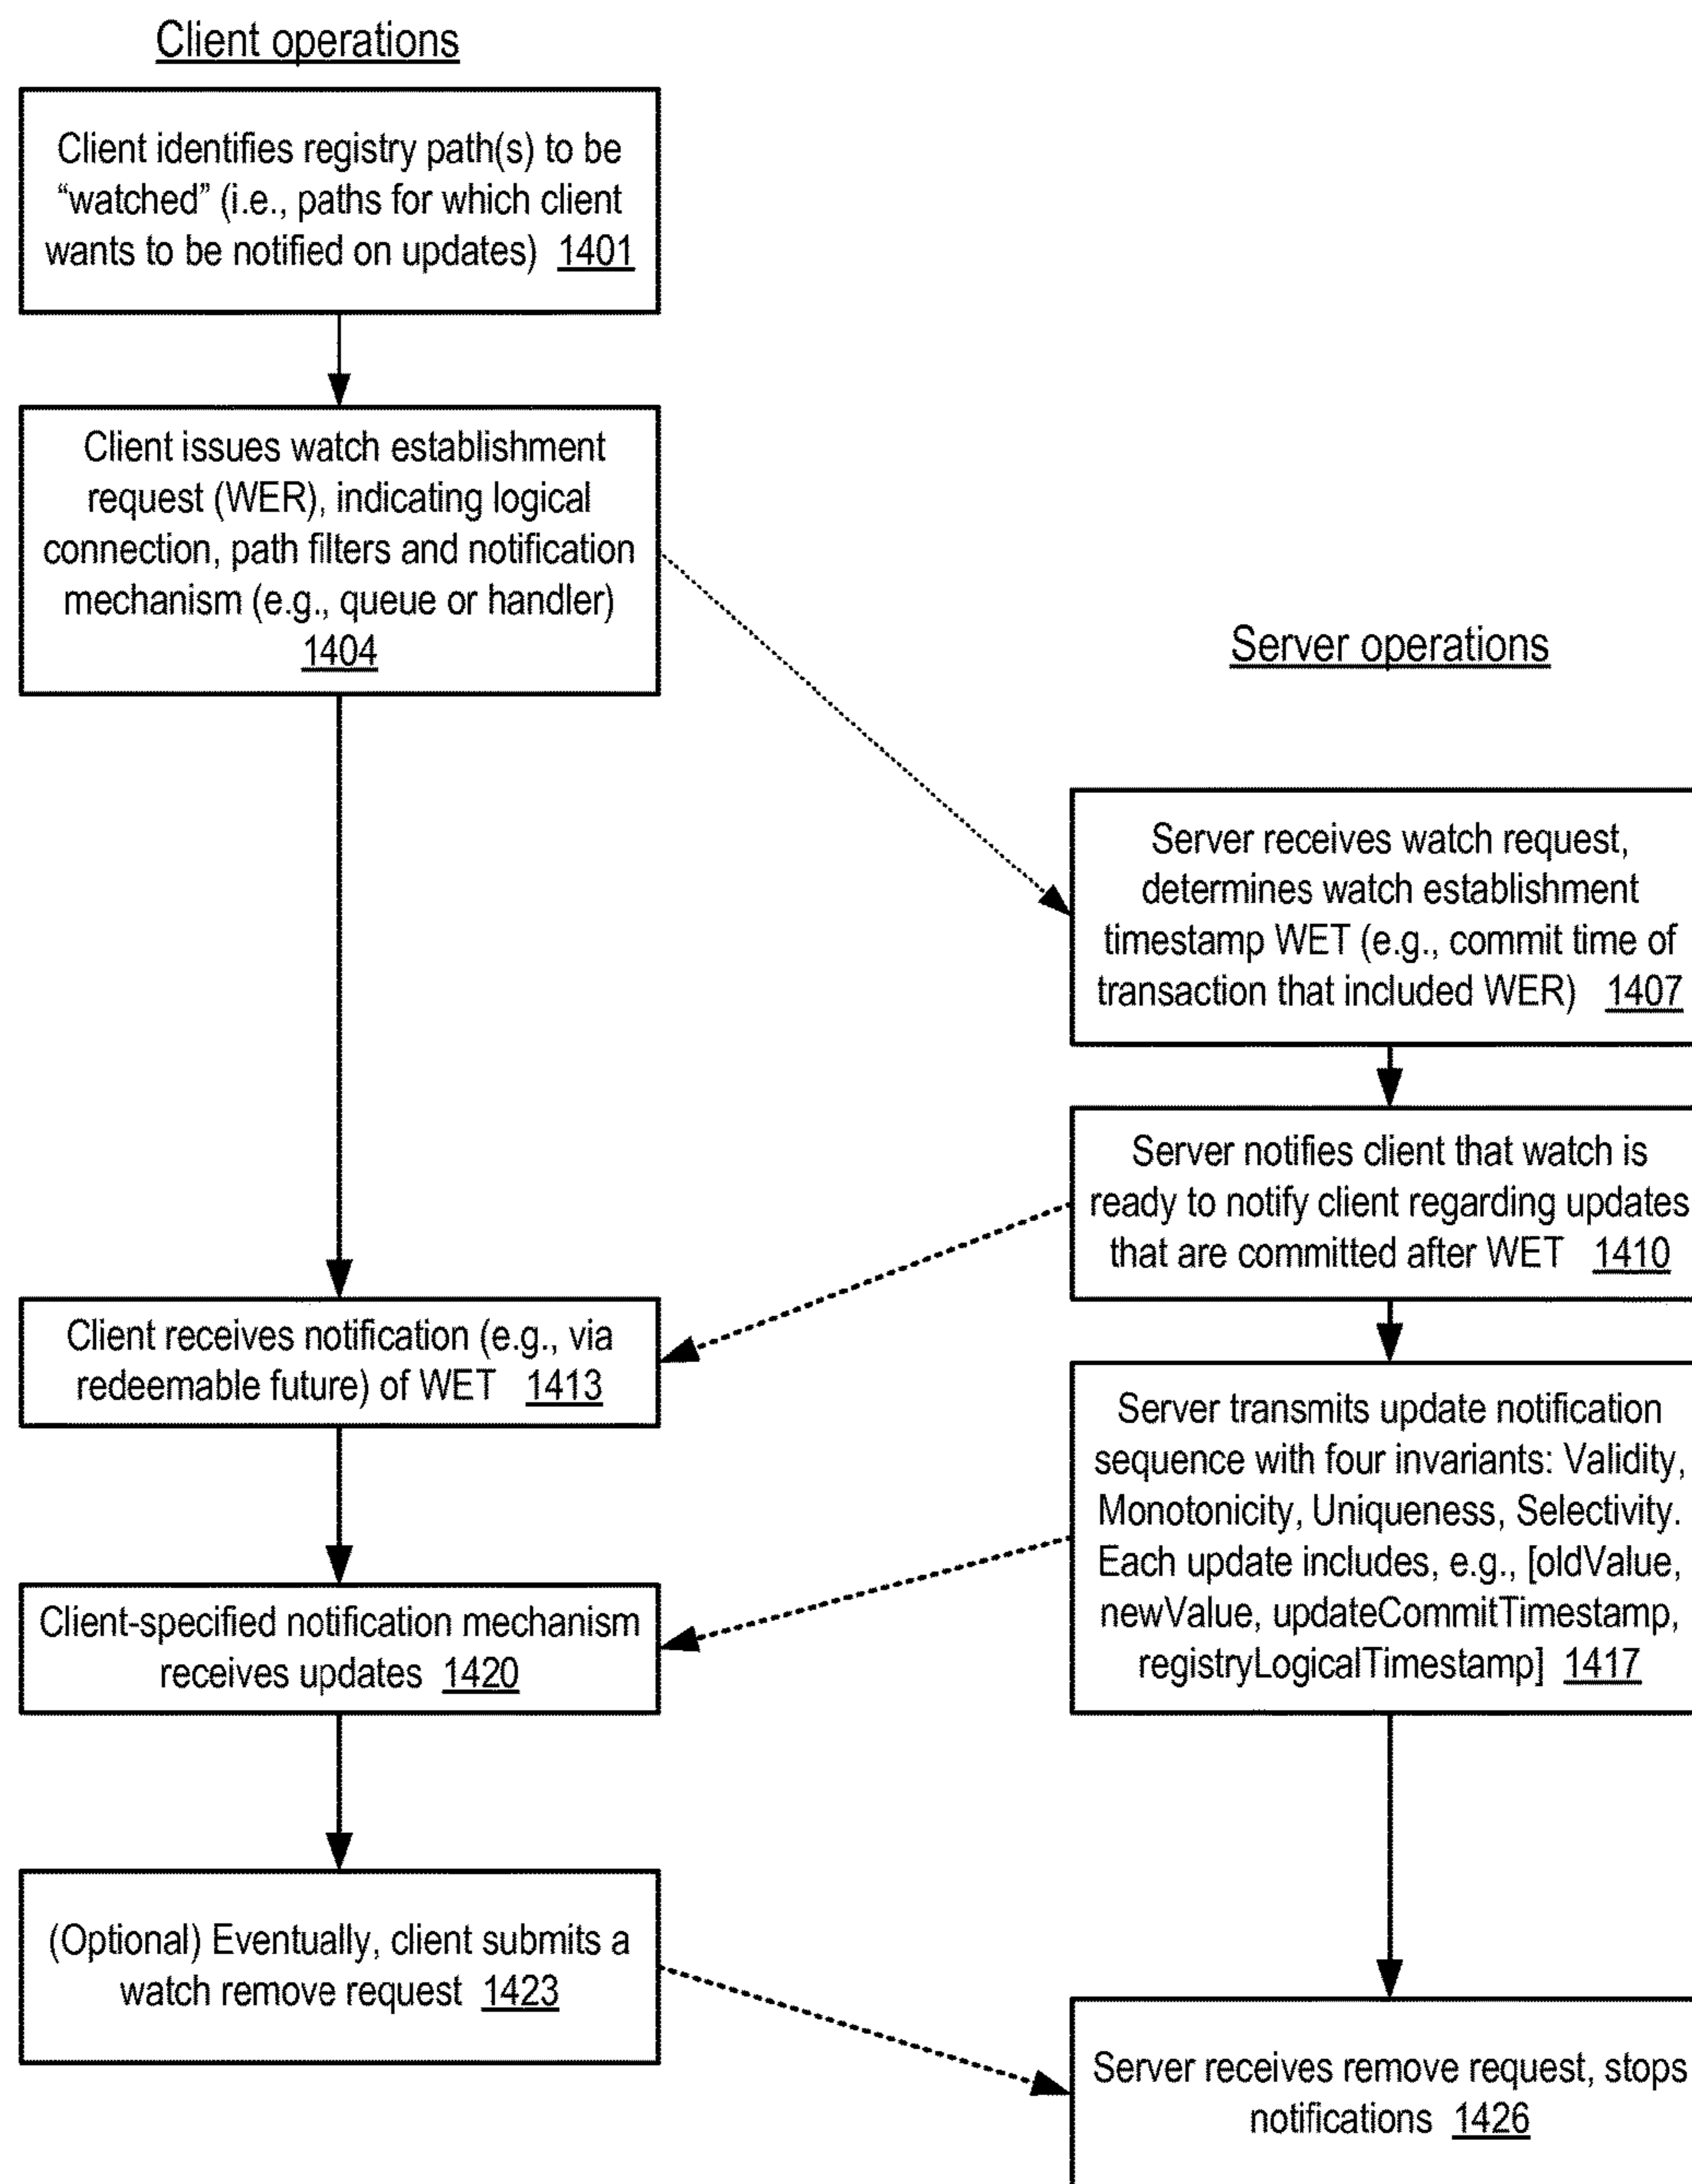 Client operations
Client identifies registry path(s) to be
“watched” (i.e., paths for which client
wants to be notified on updates) 1401
Client issues watch establishment
request (WER), indicating logical
connection, path filters and notification
mechanism (e.g., queue or handler)
1404
Server operations
Server receives watch request,
determines watch establishment
timestamp WET (e.g., commit time of
transaction that included WER) 1407
Server notifies client that watch is
ready to notify client regarding updates
that are committed after WET 1410
Client receives notification (e.g., via
redeemable future) of WET 1413
Server transmits update notification
sequence with four invariants: Validity,
Monotonicity, Uniqueness, Selectivity.
Each update includes, e.g., [oldValue,
newValue, updateCommitTimestamp,
registryLogicalTimestamp] 1417
Client-specified notification mechanism
receives updates 1420
(Optional) Eventually, client submits a
watch remove request 1423
Server receives remove request, stops
notifications 1426